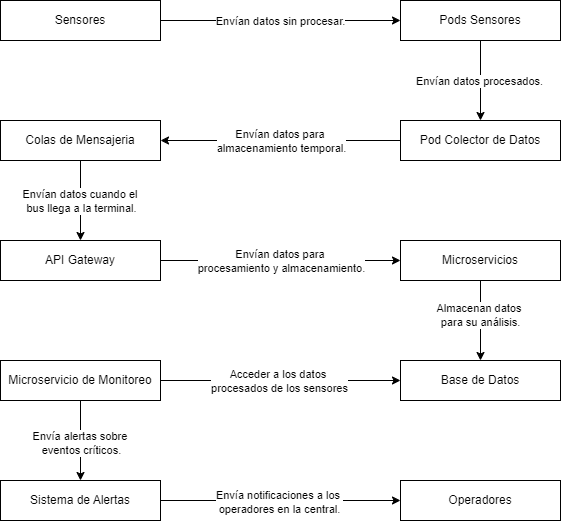 Sensores
Envían datos sin procesar.
Pods Sensores
Envían datos procesados.
Colas de Mensajeria
Envían datos para
almacenamiento temporal.
Pod Colector de Datos
Envían datos cuando el
bus llega a la terminal.
API Gateway
Envían datos para
procesamiento y almacenamiento.
Microservicios
Almacenan datos
para su análisis.
Microservicio de Monitoreo
Acceder a los datos
procesados de los sensores
Base de Datos
Envía alertas sobre
eventos críticos.
Sistema de Alertas
Envía notificaciones a los
operadores en la central.
Operadores